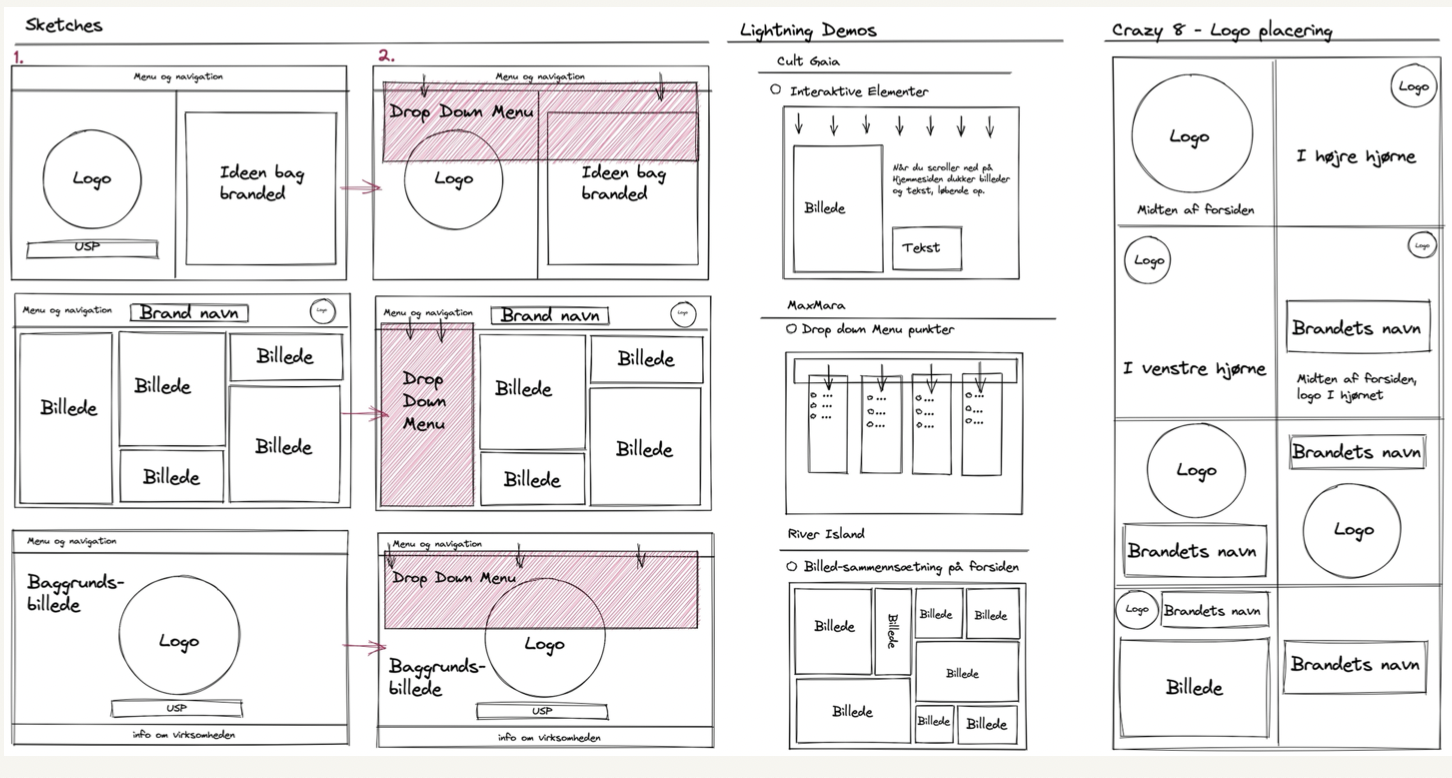 Sketches
1.
Menu og navigation
Logo
USP
Ideen bag
branded
2.
Menu og navigation
Drop Down Menu
Logo
Ideen bag
branded
Menu og navigation
Brand navn
Logo
Billede
Billede
Billede
Billede
Billede
Menu og navigation
Brand navn
Logo
Drop
Down
Menu
Billede
Billede
Billede
Billede
Menu og navigation
Baggrunds-
billede
Logo
USP
info om virksomheden
Menu og navigation
Drop Down Menu
Logo
Baggrunds-
billede
USP
info om virksomheden
Lightning Demos
Cult Gaia
Interaktive Elementer
Når du scroller ned på
Hjemmesiden dukker billeder
og tekst, løbende op.
Billede
Tekst
MaxMara
Drop down Menu punkter
River Island
Billed-sammennsætning på forsiden
Billede
Billede
Billede
Billede
Billede
Billede
Billede
Billede
Crazy 8 - Logo placering
Logo
Midten af forsiden
Logo
I højre hjørne
Logo
I venstre hjørne
Logo
Brandets navn
Midten af forsiden,
logo I hjørnet
Logo
Brandets navn
Brandets navn
Logo
Logo
Brandets navn
Billede
Brandets navn